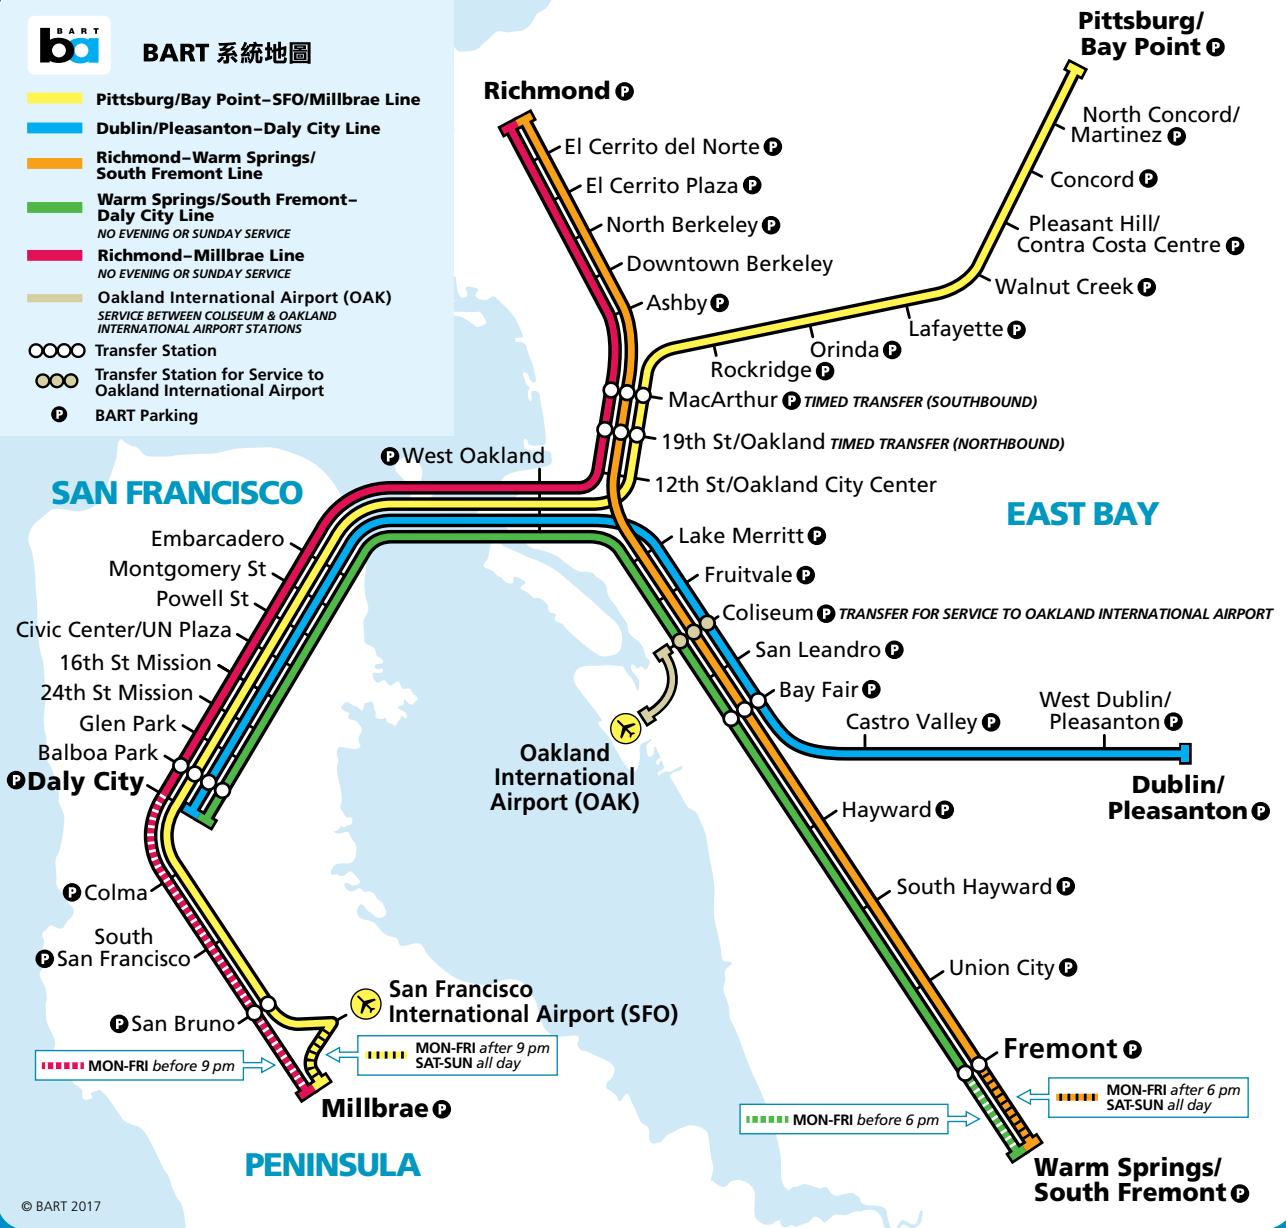 BART
ba
BART 系統地圖
Pittsburg/Bay Point–SFO/Millbrae Line
Dublin/Pleasanton–Daly City Line
Richmond–Warm Springs/
South Fremont Line
Warm Springs/South Fremont–
Daly City Line
NO EVENING OR SUNDAY SERVICE
Richmond–Millbrae Line
NO EVENING OR SUNDAY SERVICE
Oakland International Airport (OAK)
SERVICE BETWEEN COLISEUM & OAKLAND
INTERNATIONAL AIRPORT STATIONS
Transfer Station
Transfer Station for Service to
Oakland International Airport
P BART Parking
Pittsburg/
Bay Point P
North Concord/
Martinez P
Concord P
Pleasant Hill/
Contra Costa Centre P
Walnut Creek P
Lafayette P
Orinda P
Rockridge P
Richmond P
El Cerrito del Norte P
El Cerrito Plaza P
North Berkeley P
Downtown Berkeley
Ashby P
MacArthur P TIMED TRANSFER (SOUTHBOUND)
19th St/Oakland TIMED TRANSFER (NORTHBOUND)
12th St/Oakland City Center
P West Oakland
SAN FRANCISCO
EAST BAY
Embarcadero
Montgomery St
Powell St
Civic Center/UN Plaza
16th St Mission
24th St Mission
Glen Park
Balboa Park
P Daly City
Lake Merritt P
Fruitvale P
Coliseum P TRANSFER FOR SERVICE TO OAKLAND INTERNATIONAL AIRPORT
San Leandro P
Bay Fair P
Castro Valley P
West Dublin/
Pleasanton P
Dublin/
Pleasanton P
Oakland
International
Airport (OAK)
Hayward P
South Hayward P
Union City P
Fremont P
P Colma
South
P San Francisco
P San Bruno
San Francisco
International Airport (SFO)
MON-FRI before 9 pm
MON-FRI after 9 pm
SAT-SUN all day
Millbrae P
MON-FRI before 6 pm
MON-FRI after 6 pm
SAT-SUN all day
Warm Springs/
South Fremont P
PENINSULA
© BART 2017